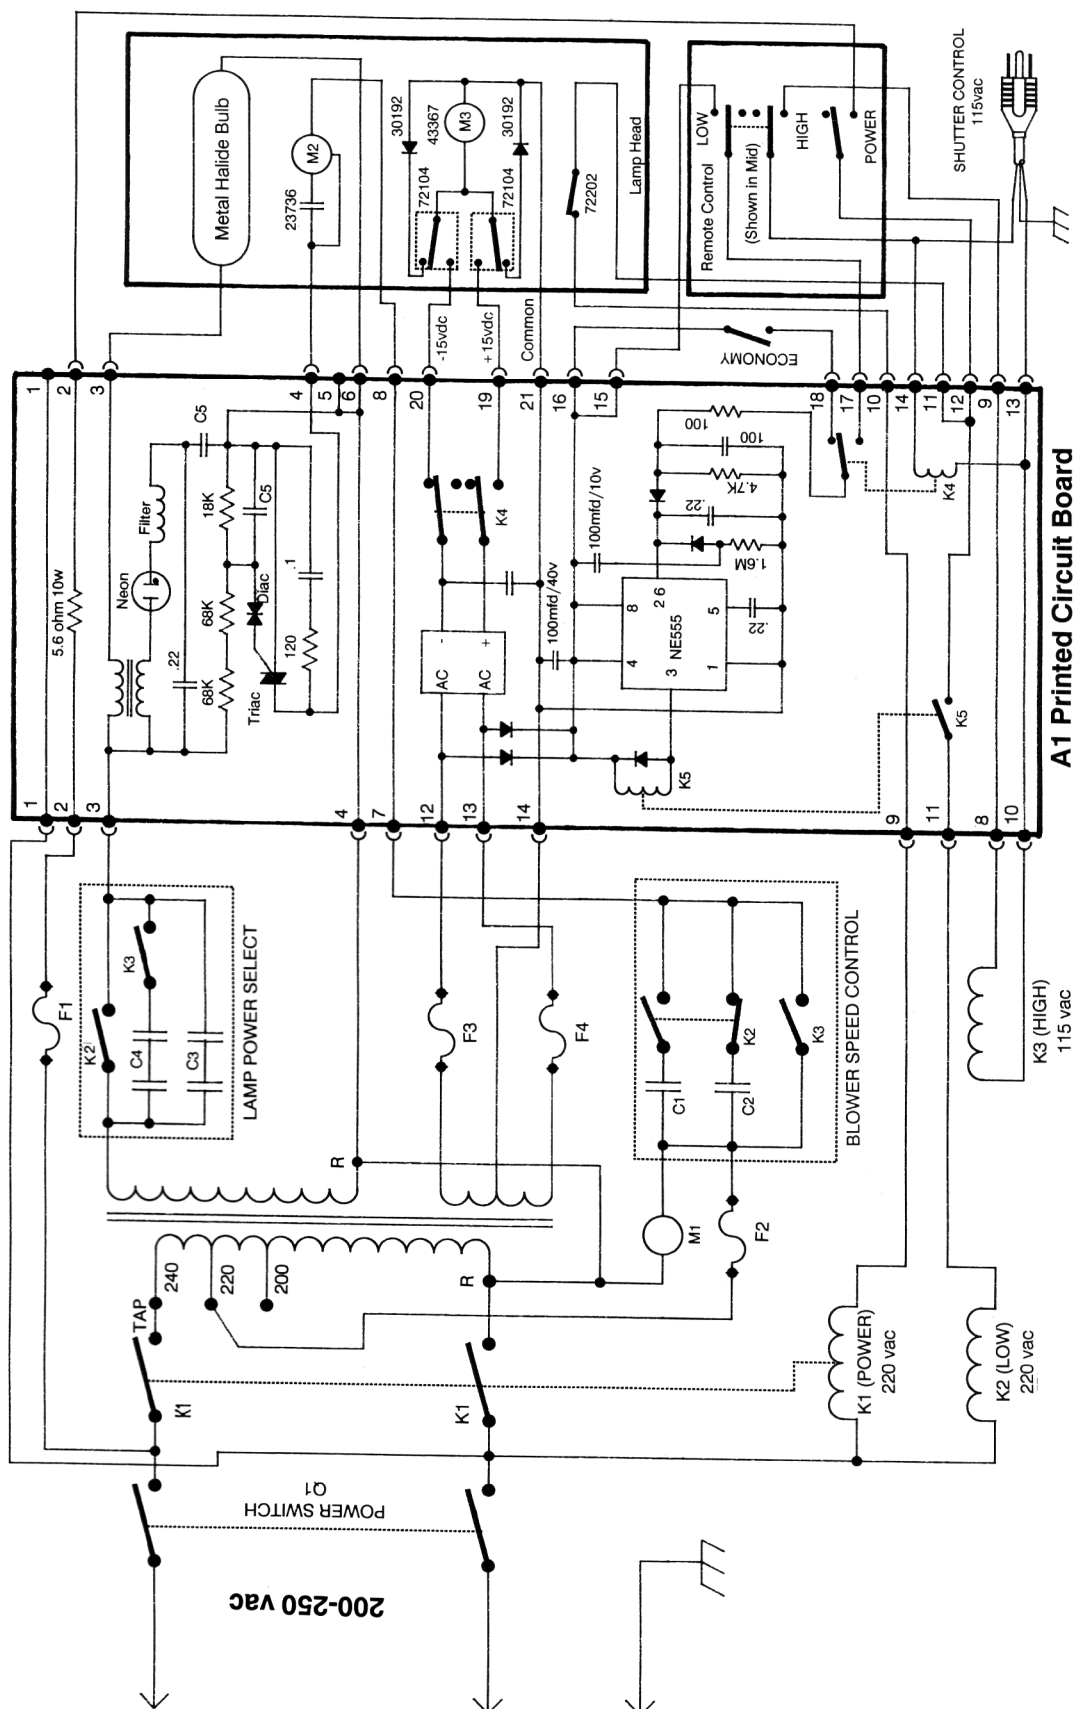 Metal Halide Bulb
23736
M2
30192
43367
M3
30192
72104
72104
72202
Lamp Head
-15vdc
+15vdc
Common
Remote Control
(Shown in Mid)
LOW
HIGH
POWER
SHUTTER CONTROL
115vac
ECONOMY
1
2
3
4
5
6
8
20
19
21
16
15
18
17
10
14
11
12
9
13
5.6 ohm 10w
Neon
Filter
C5
.22
18K
68K
68K
C5
Diac
Triac
.1
120
K4
AC
-
AC
+
100mfd/40v
100mfd/10v
NE555
8
4
3
1
2
6
5
.22
1.6M
.22
4.7K
100
100
K5
K4
K5
A1 Printed Circuit Board
1
2
3
4
7
12
13
14
9
11
8
10
F1
K2
K3
C4
C3
LAMP POWER SELECT
F3
F4
C1
C2
K2
K3
BLOWER SPEED CONTROL
K3 (HIGH)
115 vac
R
R
M1
F2
TAP
240
220
200
K1
K1
K1 (POWER)
220 vac
K2 (LOW)
220 vac
POWER SWITCH
Q1
200-250 vac